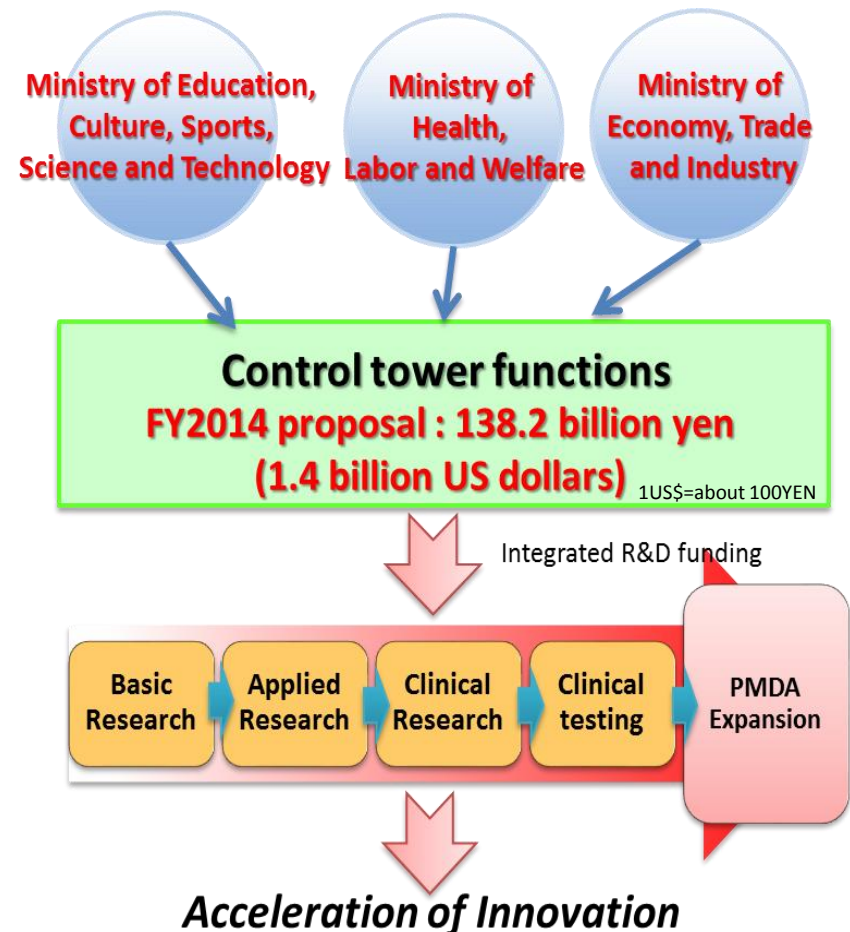 Ministry of Education,
Culture, Sports,
Science and Technology
Ministry of
Health,
Labor and Welfare
Ministry of
Economy, Trade
and Industry
Control tower functions
FY2014 proposal : 138.2 billion yen
(1.4 billion US dollars)
1US$=about 100YEN
Integrated R&D funding
Basic
Research
Applied
Research
Clinical
Research
Clinical
testing
PMDA
Expansion
Acceleration of Innovation